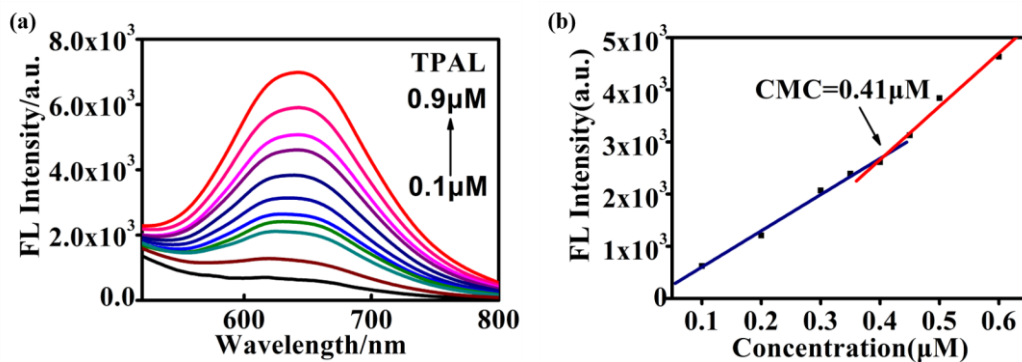 (a)
FL Intensity/a.u.
8.0x10³
6.0x10³
4.0x10³
2.0x10³
0.0
TPAL
0.9μM
0.1μM
600
700
800
Wavelength/nm
(b)
FL Intensity(a.u.)
5x10³
4x10³
3x10³
2x10³
1x10³
0
CMC=0.41μM
0.1 0.2 0.3 0.4 0.5 0.6
Concentration(μM)